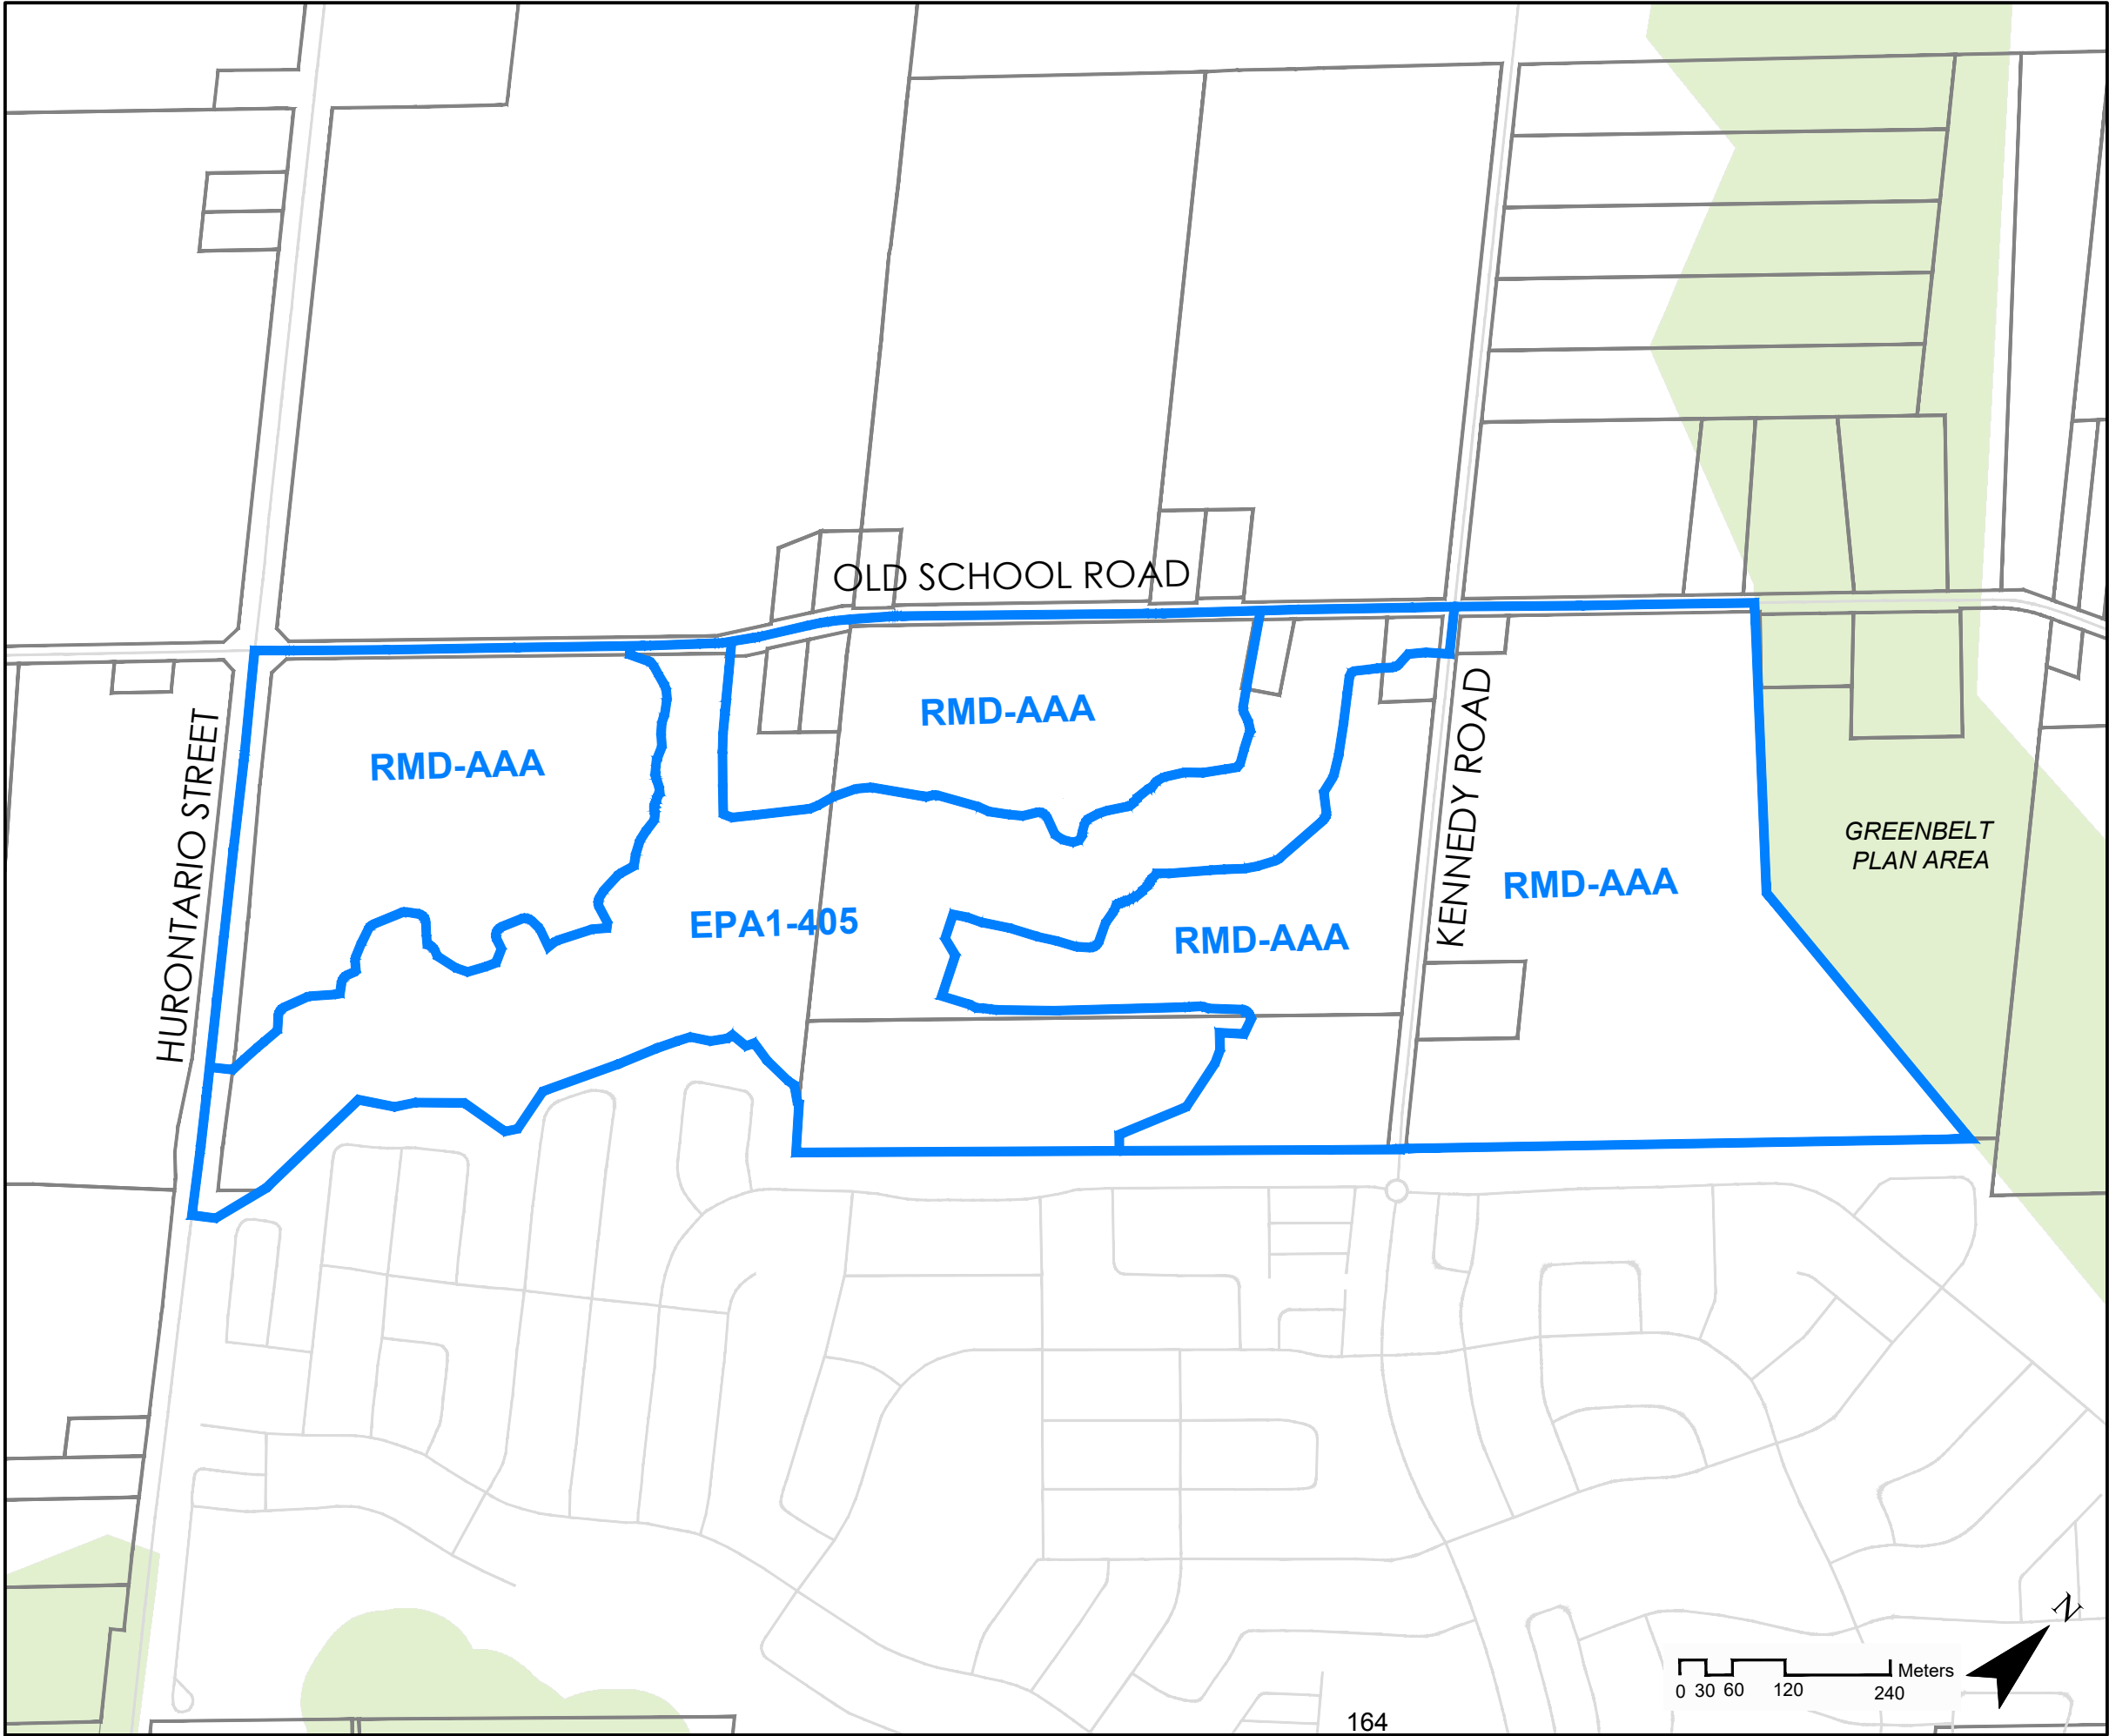 OLD SCHOOL ROAD
RMD-AAA
RMD-AAA
HURONTARIO STREET
KENNEDY ROAD
GREENBELT
PLAN AREA
RMD-AAA
EPA1-405
RMD-AAA
N
Meters
0 30 60 120 240
164